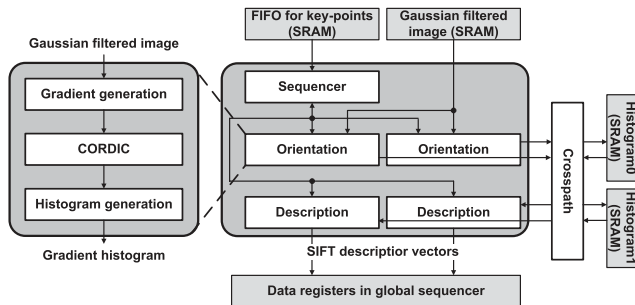 FIFO for key-points
(SRAM)
Gaussian filtered
image (SRAM)
Gaussian filtered image
Gradient generation
CORDIC
Histogram generation
Gradient histogram
Sequencer
Orientation
Orientation
Description
Description
Crosspath
Histogram0
(SRAM)
Histogram1
(SRAM)
SIFT descriptior vectors
Data registers in global sequencer